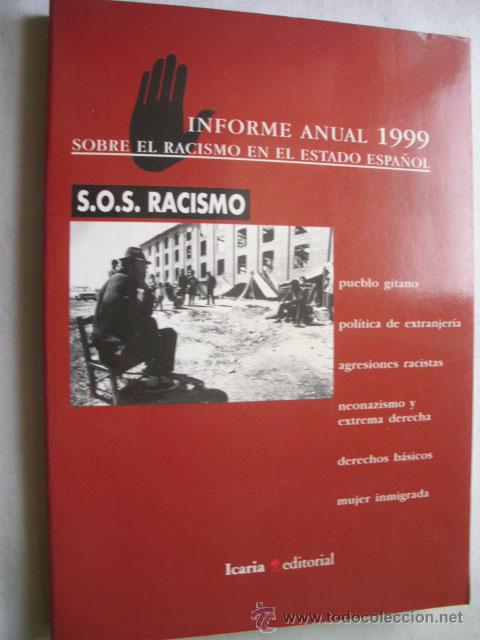 INFORME ANUAL 1999
SOBRE EL RACISMO EN EL ESTADO ESPAÑOL
S.O.S. RACISMO
pueblo gitano
política de extranjería
agresiones racistas
neonazismo y
extrema derecha
derechos básicos
mujer inmigrada
Icaria editorial
www.todocoleccion.net